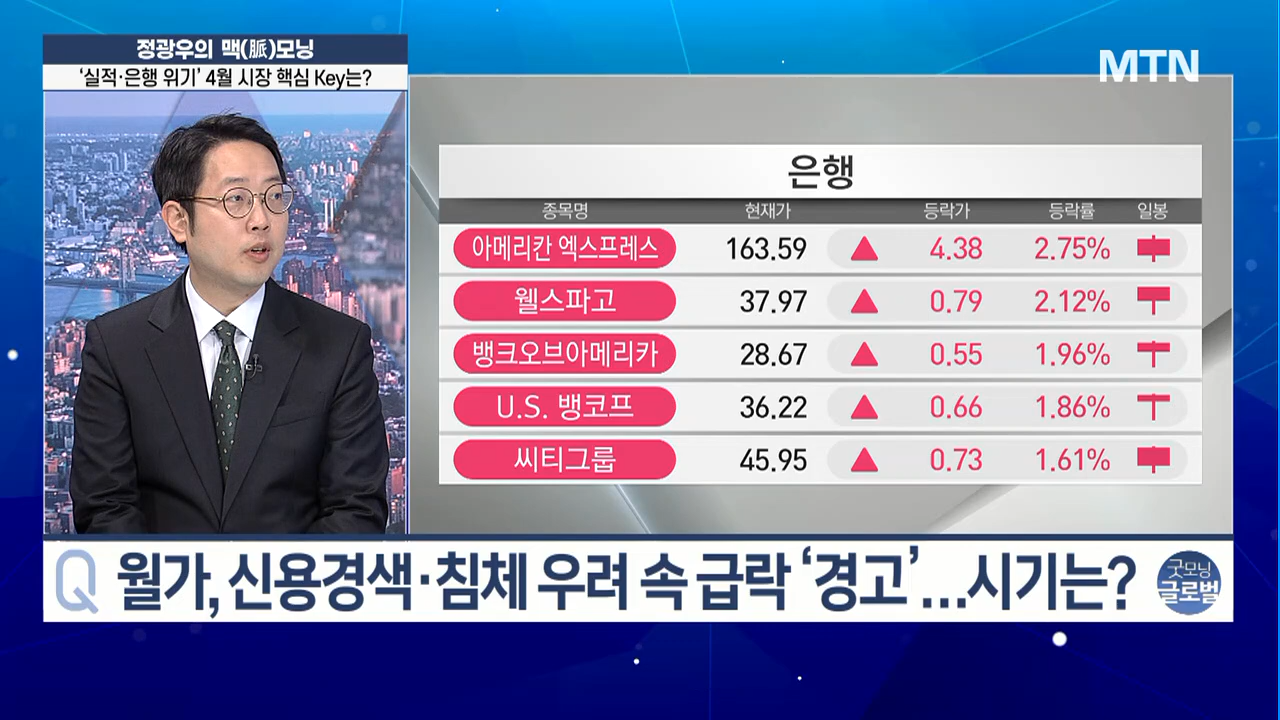 정광우의 맥(脈)모닝
‘실적·은행 위기’ 4월 시장 핵심 Key는?
MTN
은행
종목명 현재가 등락가 등락률 일봉
아메리칸 엑스프레스 163.59 ▲ 4.38 2.75%
웰스파고 37.97 ▲ 0.79 2.12%
뱅크오브아메리카 28.67 ▲ 0.55 1.96%
U.S. 뱅코프 36.22 ▲ 0.66 1.86%
씨티그룹 45.95 ▲ 0.73 1.61%
Q 월가, 신용경색·침체 우려 속 급락 ‘경고’...시기는?
굿모닝
글로벌